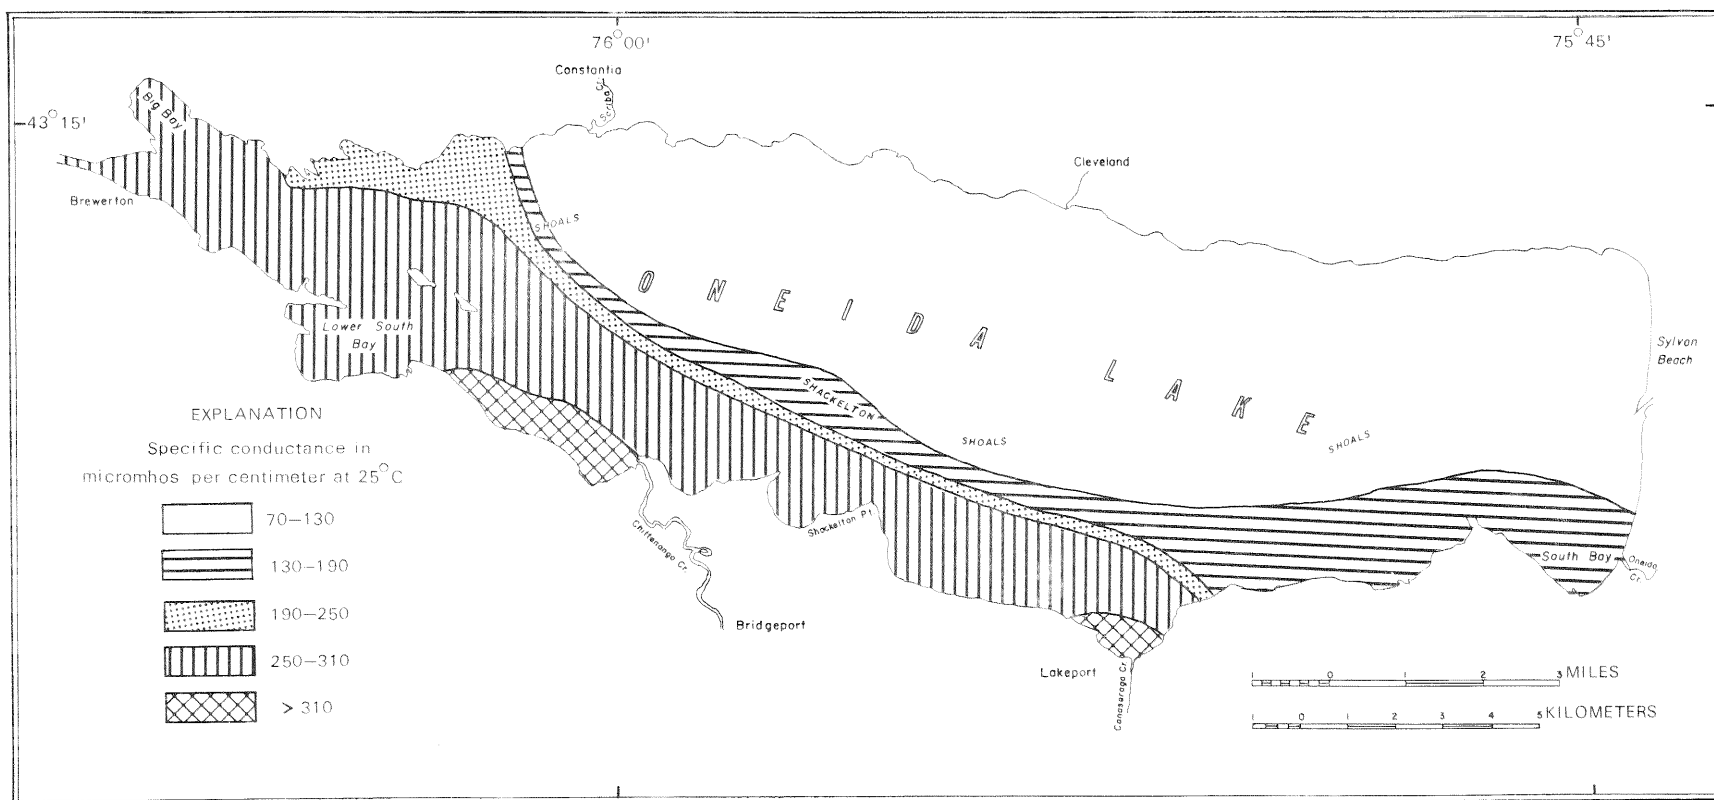 76°00'
75°45'
Constantia
Scriba Cr.
Big Bay
43°15'
Cleveland
Brewerton
SHOALS
ONEIDA LAKE
Lower South
Bay
Sylvan
Beach
SHACKELTON
SHOALS
SHOALS
EXPLANATION
Specific conductance in
micromhos per centimeter at 25°C
70–130
130–190
190–250
250–310
> 310
Shackelton Pt.
Chittenango Cr.
South Bay
Oneida
Cr.
Bridgeport
Lakeport
Canasaraga Cr.
1 0 1 2 3 MILES
1 0 1 2 3 4 5 KILOMETERS